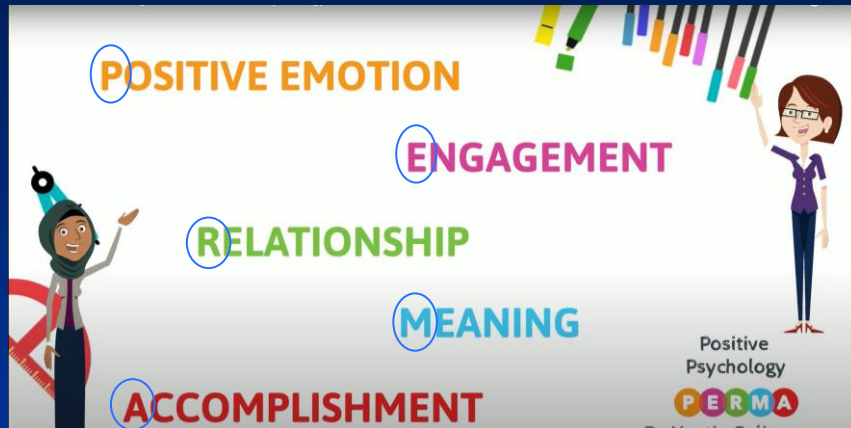 POSITIVE EMOTION
ENGAGEMENT
RELATIONSHIP
MEANING
ACCOMPLISHMENT
Positive
Psychology
PERMA